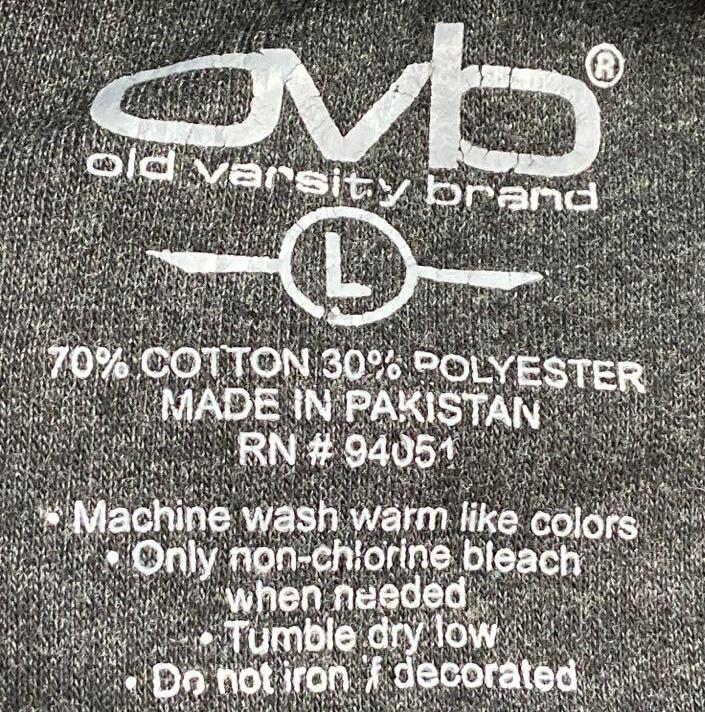 ovb®
old varsity brand
L
70% COTTON 30% POLYESTER
MADE IN PAKISTAN
RN # 94051
• Machine wash warm like colors
• Only non-chlorine bleach
when needed
• Tumble dry low
• Do not iron if decorated